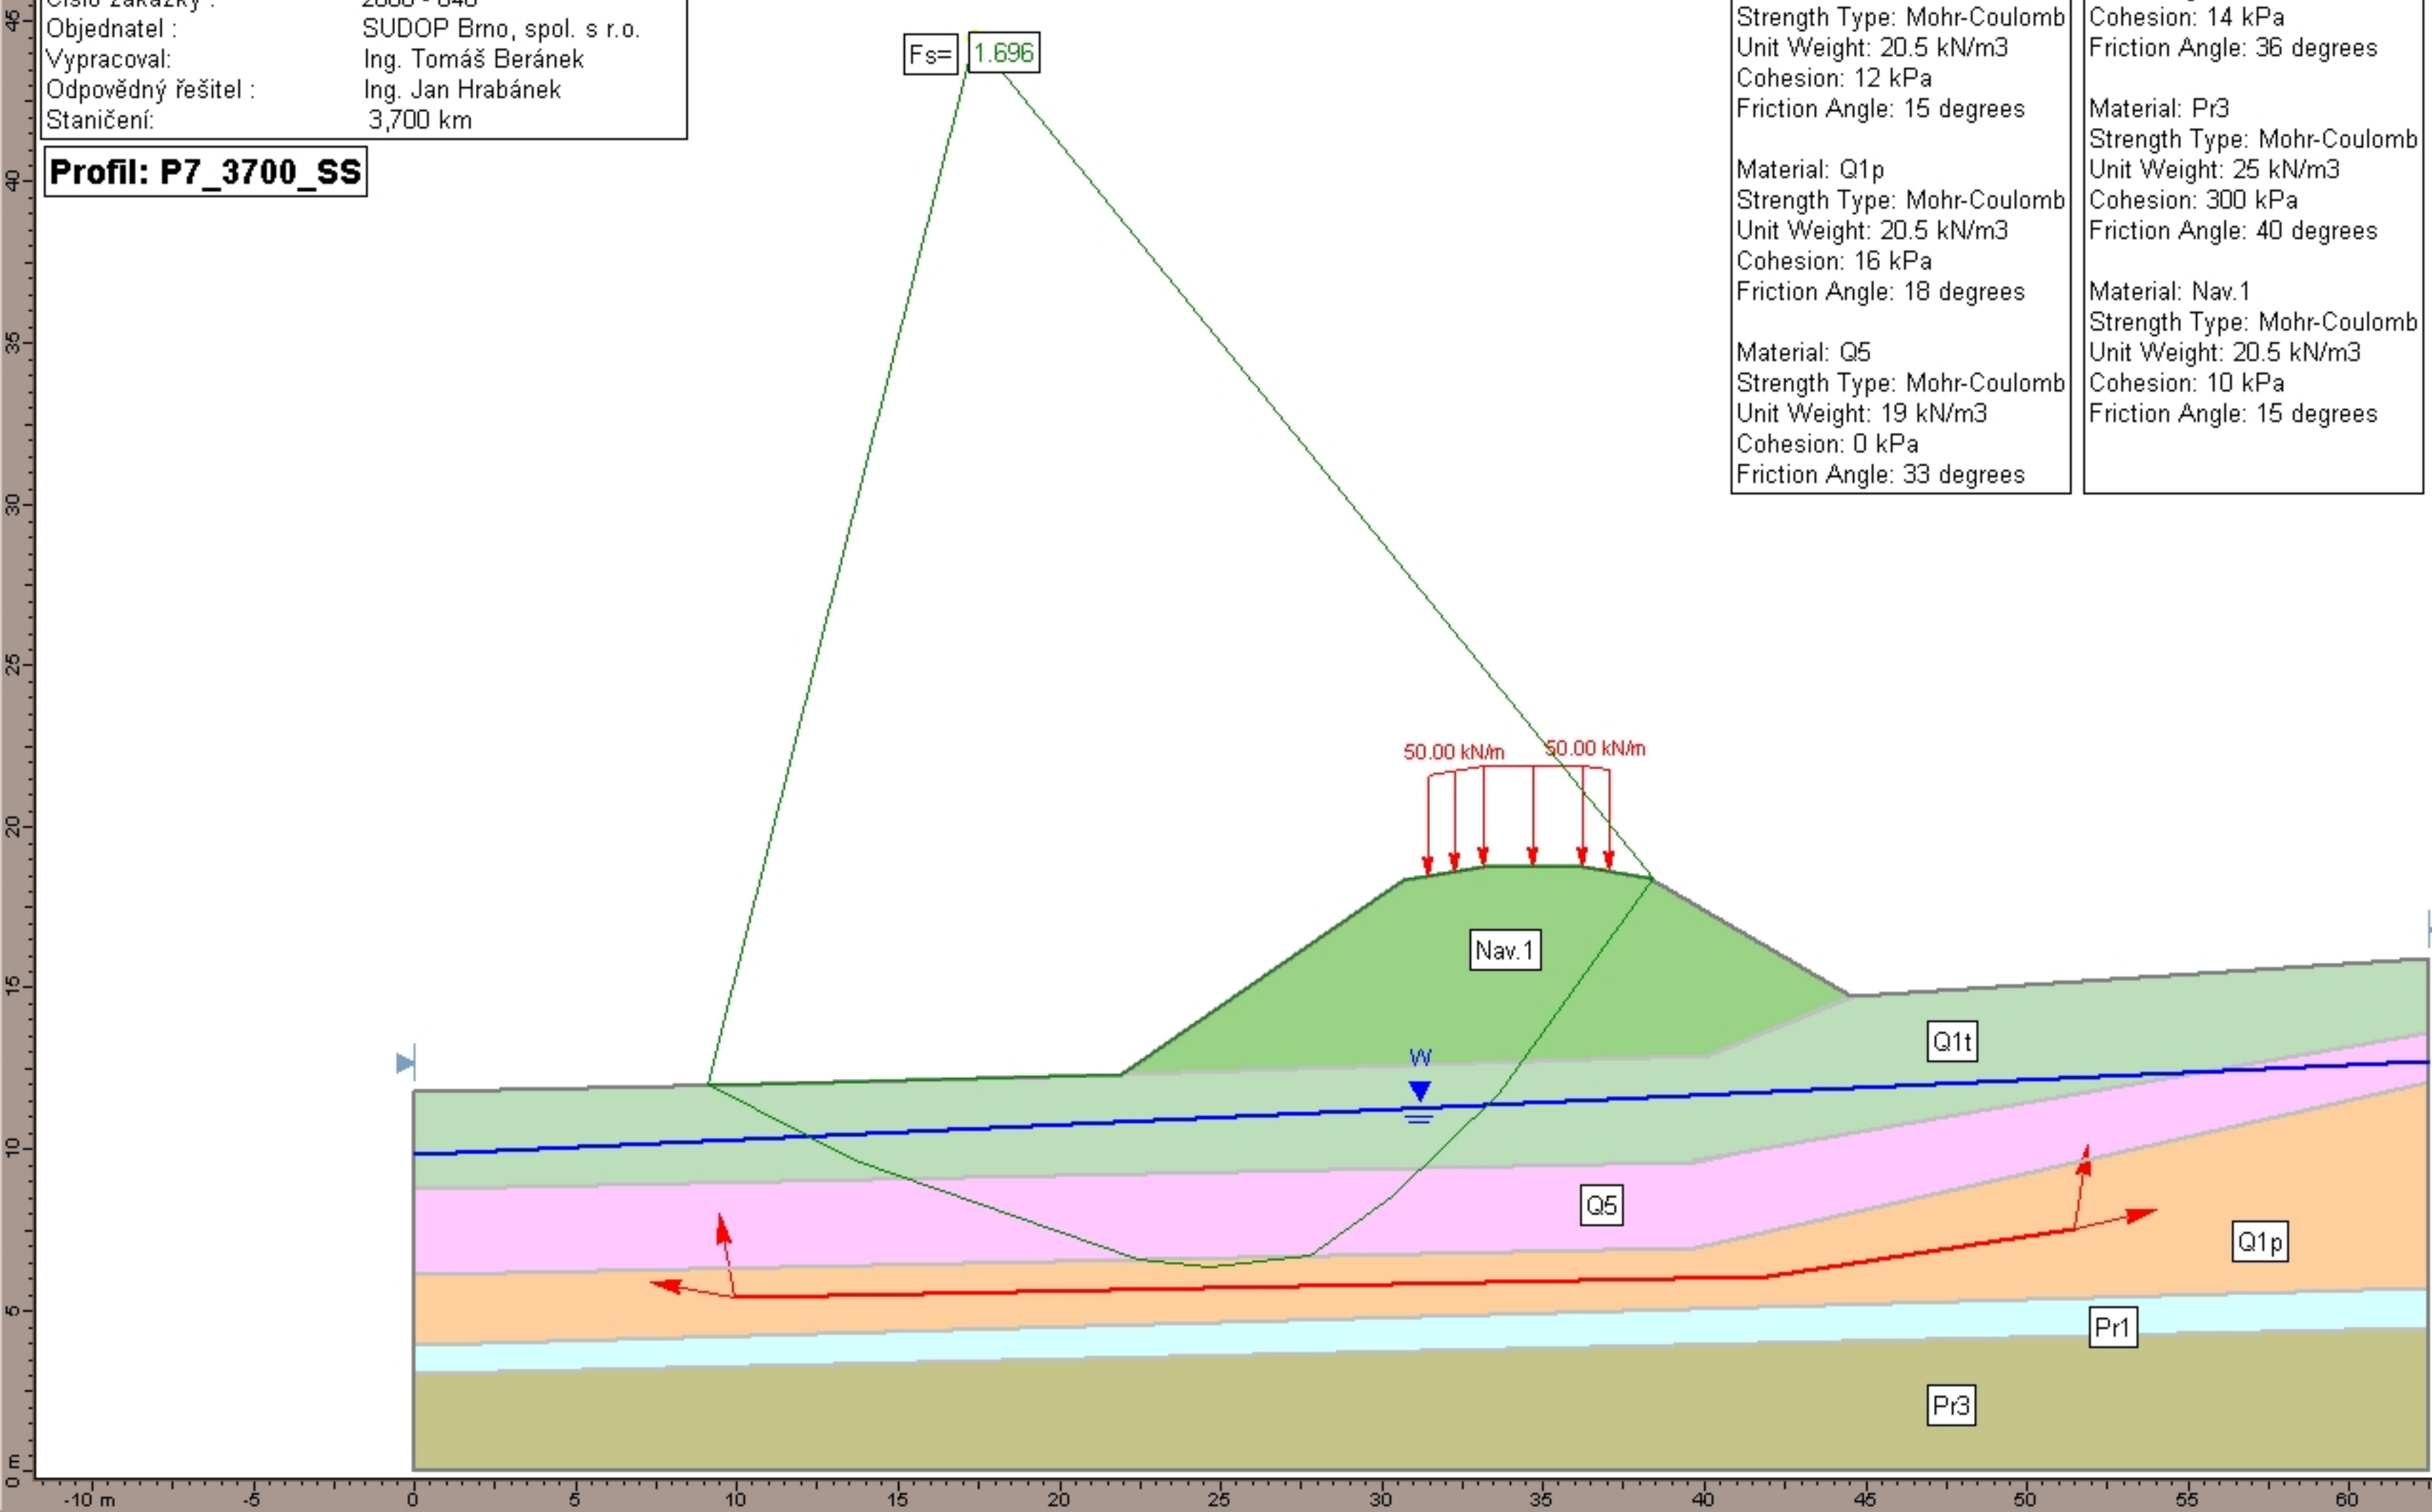 Objednatel : SUDOP Brno, spol. s r.o.
Vypracoval: Ing. Tomáš Beránek
Odpovědný řešitel : Ing. Jan Hrabánek
Staničení: 3,700 km
Profil: P7_3700_SS
Fs= 1.696
Strength Type: Mohr-Coulomb
Unit Weight: 20.5 kN/m3
Cohesion: 12 kPa
Friction Angle: 15 degrees
Material: Q1p
Strength Type: Mohr-Coulomb
Unit Weight: 20.5 kN/m3
Cohesion: 16 kPa
Friction Angle: 18 degrees
Material: Q5
Strength Type: Mohr-Coulomb
Unit Weight: 19 kN/m3
Cohesion: 0 kPa
Friction Angle: 33 degrees
Cohesion: 14 kPa
Friction Angle: 36 degrees
Material: Pr3
Strength Type: Mohr-Coulomb
Unit Weight: 25 kN/m3
Cohesion: 300 kPa
Friction Angle: 40 degrees
Material: Nav.1
Strength Type: Mohr-Coulomb
Unit Weight: 20.5 kN/m3
Cohesion: 10 kPa
Friction Angle: 15 degrees
50.00 kN/m 50.00 kN/m
Nav.1
W
Q1t
Q5
Q1p
Pr1
Pr3
45
40
35
30
25
20
15
10
5
0 m
-10 m -5 0 5 10 15 20 25 30 35 40 45 50 55 60